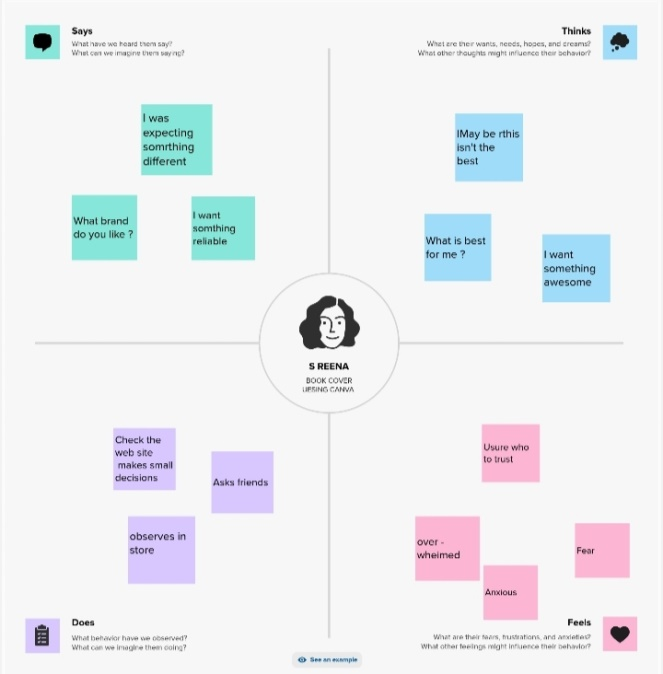 Says
What have we heard them say?
What can we imagine them saying?
Thinks
What are their wants, needs, hopes, and dreams?
What other thoughts might influence their behavior?
I was
expecting
somrthing
different
What brand
do you like ?
I want
somthing
reliable
IMay be rthis
isn't the
best
What is best
for me ?
I want
something
awesome
S REENA
BOOK COVER
UESING CANVA
Check the
web site
makes small
decisions
Asks friends
observes in
store
Usure who
to trust
over -
wheimed
Fear
Anxious
Does
What behavior have we observed?
What can we imagine them doing?
Feels
What are their fears, frustrations, and anxieties?
What other feelings might influence their behavior?
See an example